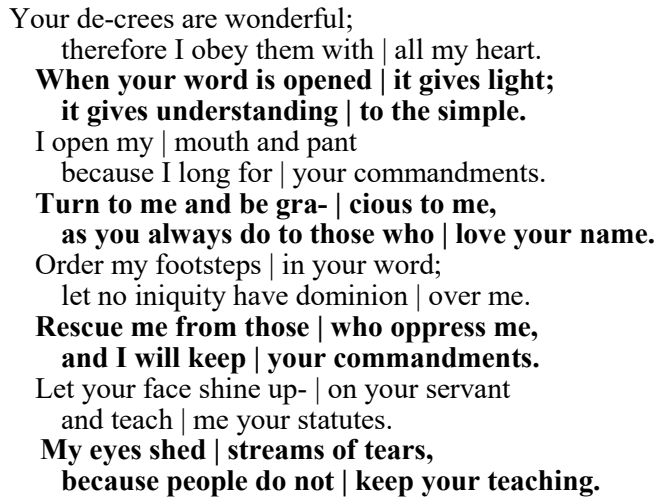 Your de-crees are wonderful;
therefore I obey them with | all my heart.
When your word is opened | it gives light;
it gives understanding | to the simple.
I open my | mouth and pant
because I long for | your commandments.
Turn to me and be gra- | cious to me,
as you always do to those who | love your name.
Order my footsteps | in your word;
let no iniquity have dominion | over me.
Rescue me from those | who oppress me,
and I will keep | your commandments.
Let your face shine up- | on your servant
and teach | me your statutes.
My eyes shed | streams of tears,
because people do not | keep your teaching.